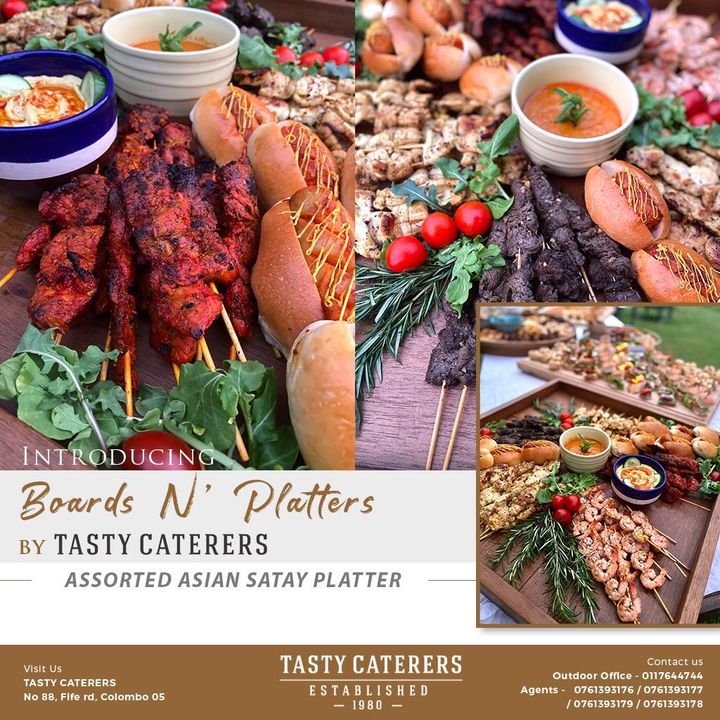 INTRODUCING
Boards N' Platters
BY TASTY CATERERS
ASSORTED ASIAN SATAY PLATTER
Visit Us
TASTY CATERERS
No 88, Fife rd, Colombo 05
TASTY CATERERS
ESTABLISHED
— 1980 —
Contact us
Outdoor Office - 0117644744
Agents - 0761393176 / 0761393177
/ 0761393179 / 0761393178